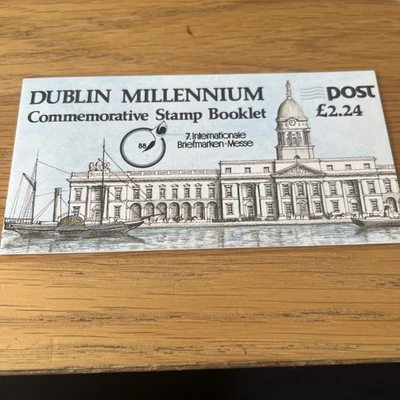 DUBLIN MILLENNIUM
Commemorative Stamp Booklet
POST
£2.24
88
7. Internationale
Briefmarken-Messe